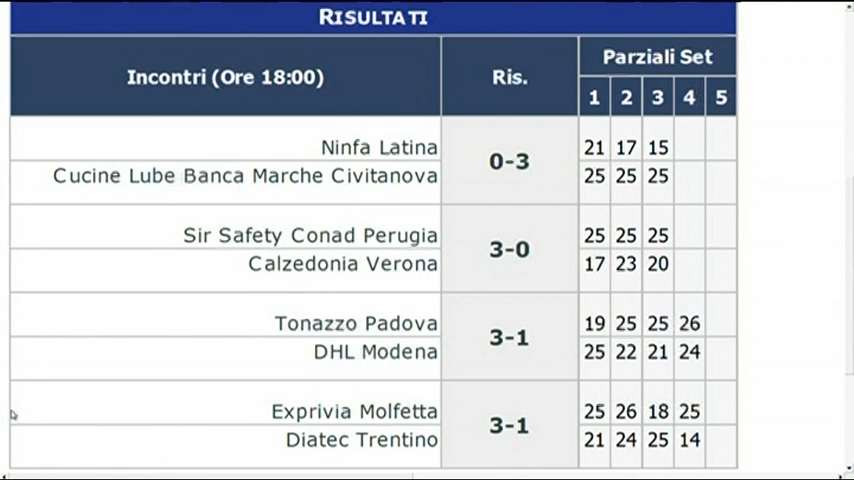 RISULTATI
Incontri (Ore 18:00) Ris. Parziali Set
1 2 3 4 5
Ninfa Latina 0-3 21 17 15
Cucine Lube Banca Marche Civitanova 25 25 25
Sir Safety Conad Perugia 3-0 25 25 25
Calzedonia Verona 17 23 20
Tonazzo Padova 3-1 19 25 25 26
DHL Modena 25 22 21 24
Exprivia Molfetta 3-1 25 26 18 25
Diatec Trentino 21 24 25 14